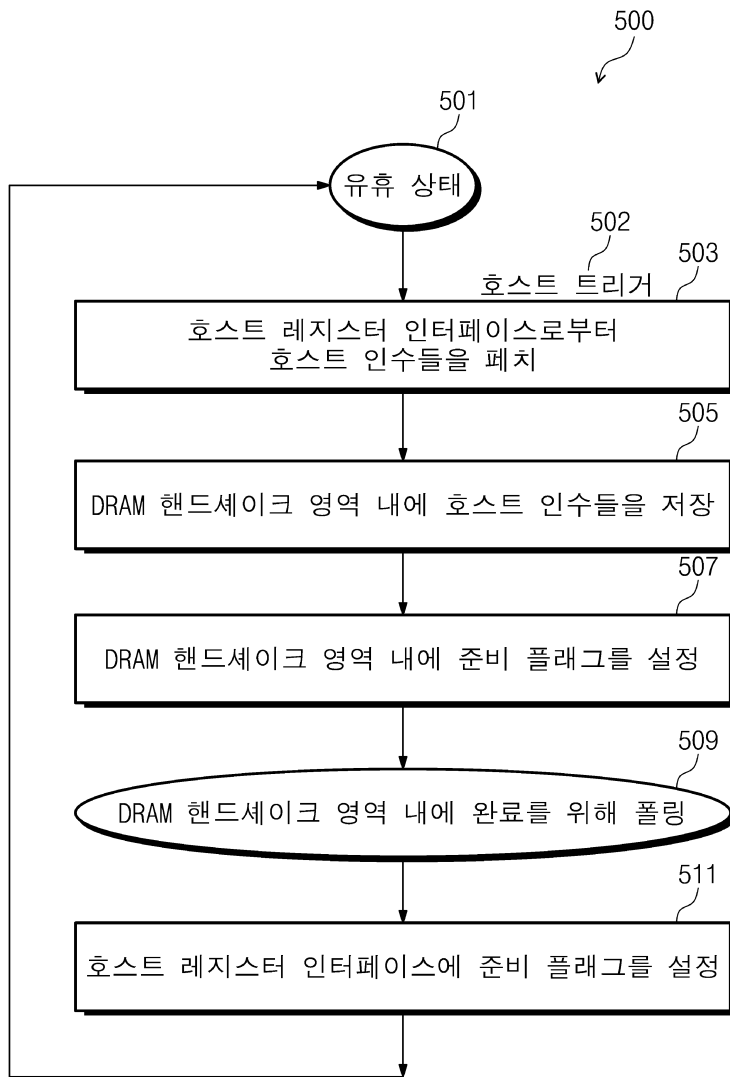 500
501
유휴 상태
502
호스트 트리거
503
호스트 레지스터 인터페이스로부터
호스트 인수들을 페치
505
DRAM 핸드셰이크 영역 내에 호스트 인수들을 저장
507
DRAM 핸드셰이크 영역 내에 준비 플래그를 설정
509
DRAM 핸드셰이크 영역 내에 완료를 위해 폴링
511
호스트 레지스터 인터페이스에 준비 플래그를 설정